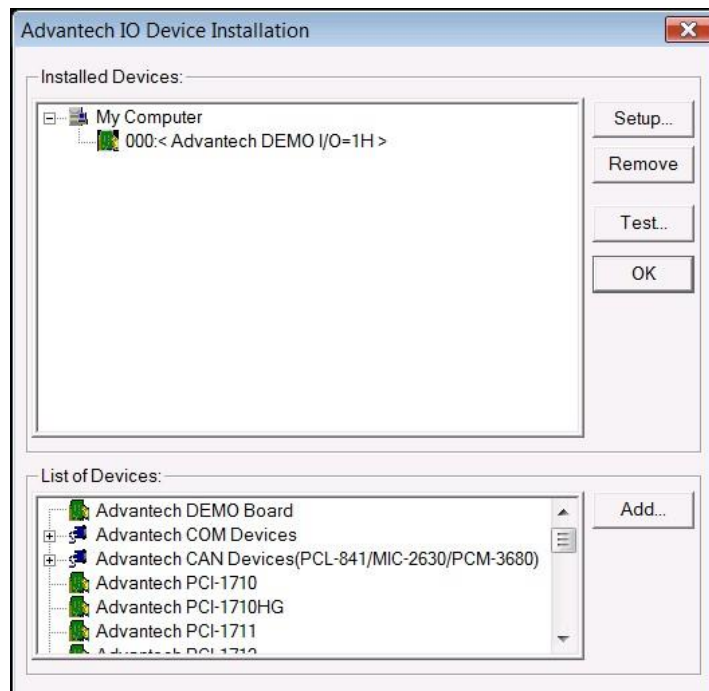 Advantech IO Device Installation
Installed Devices:
My Computer
000:< Advantech DEMO I/O=1H >
Setup...
Remove
Test...
OK
List of Devices:
Advantech DEMO Board
Advantech COM Devices
Advantech CAN Devices(PCL-841/MIC-2630/PCM-3680)
Advantech PCI-1710
Advantech PCI-1710HG
Advantech PCI-1711
Add...